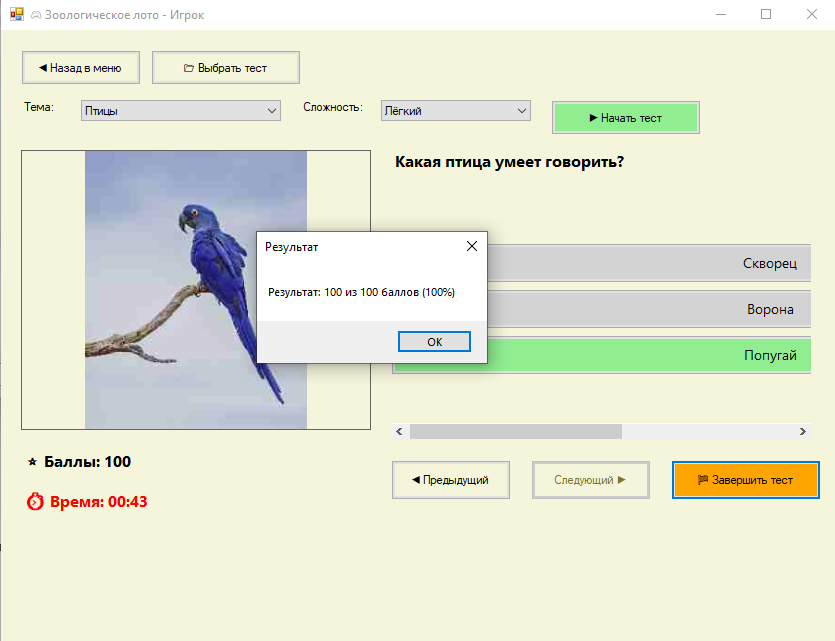 Зоологическое лото - Игрок
◄ Назад в меню
Выбрать тест
Тема:
Птицы
Сложность:
Лёгкий
► Начать тест
Какая птица умеет говорить?
Результат
Результат: 100 из 100 баллов (100%)
OK
Скворец
Ворона
Попугай
Баллы: 100
Время: 00:43
◄ Предыдущий
Следующий ►
Завершить тест